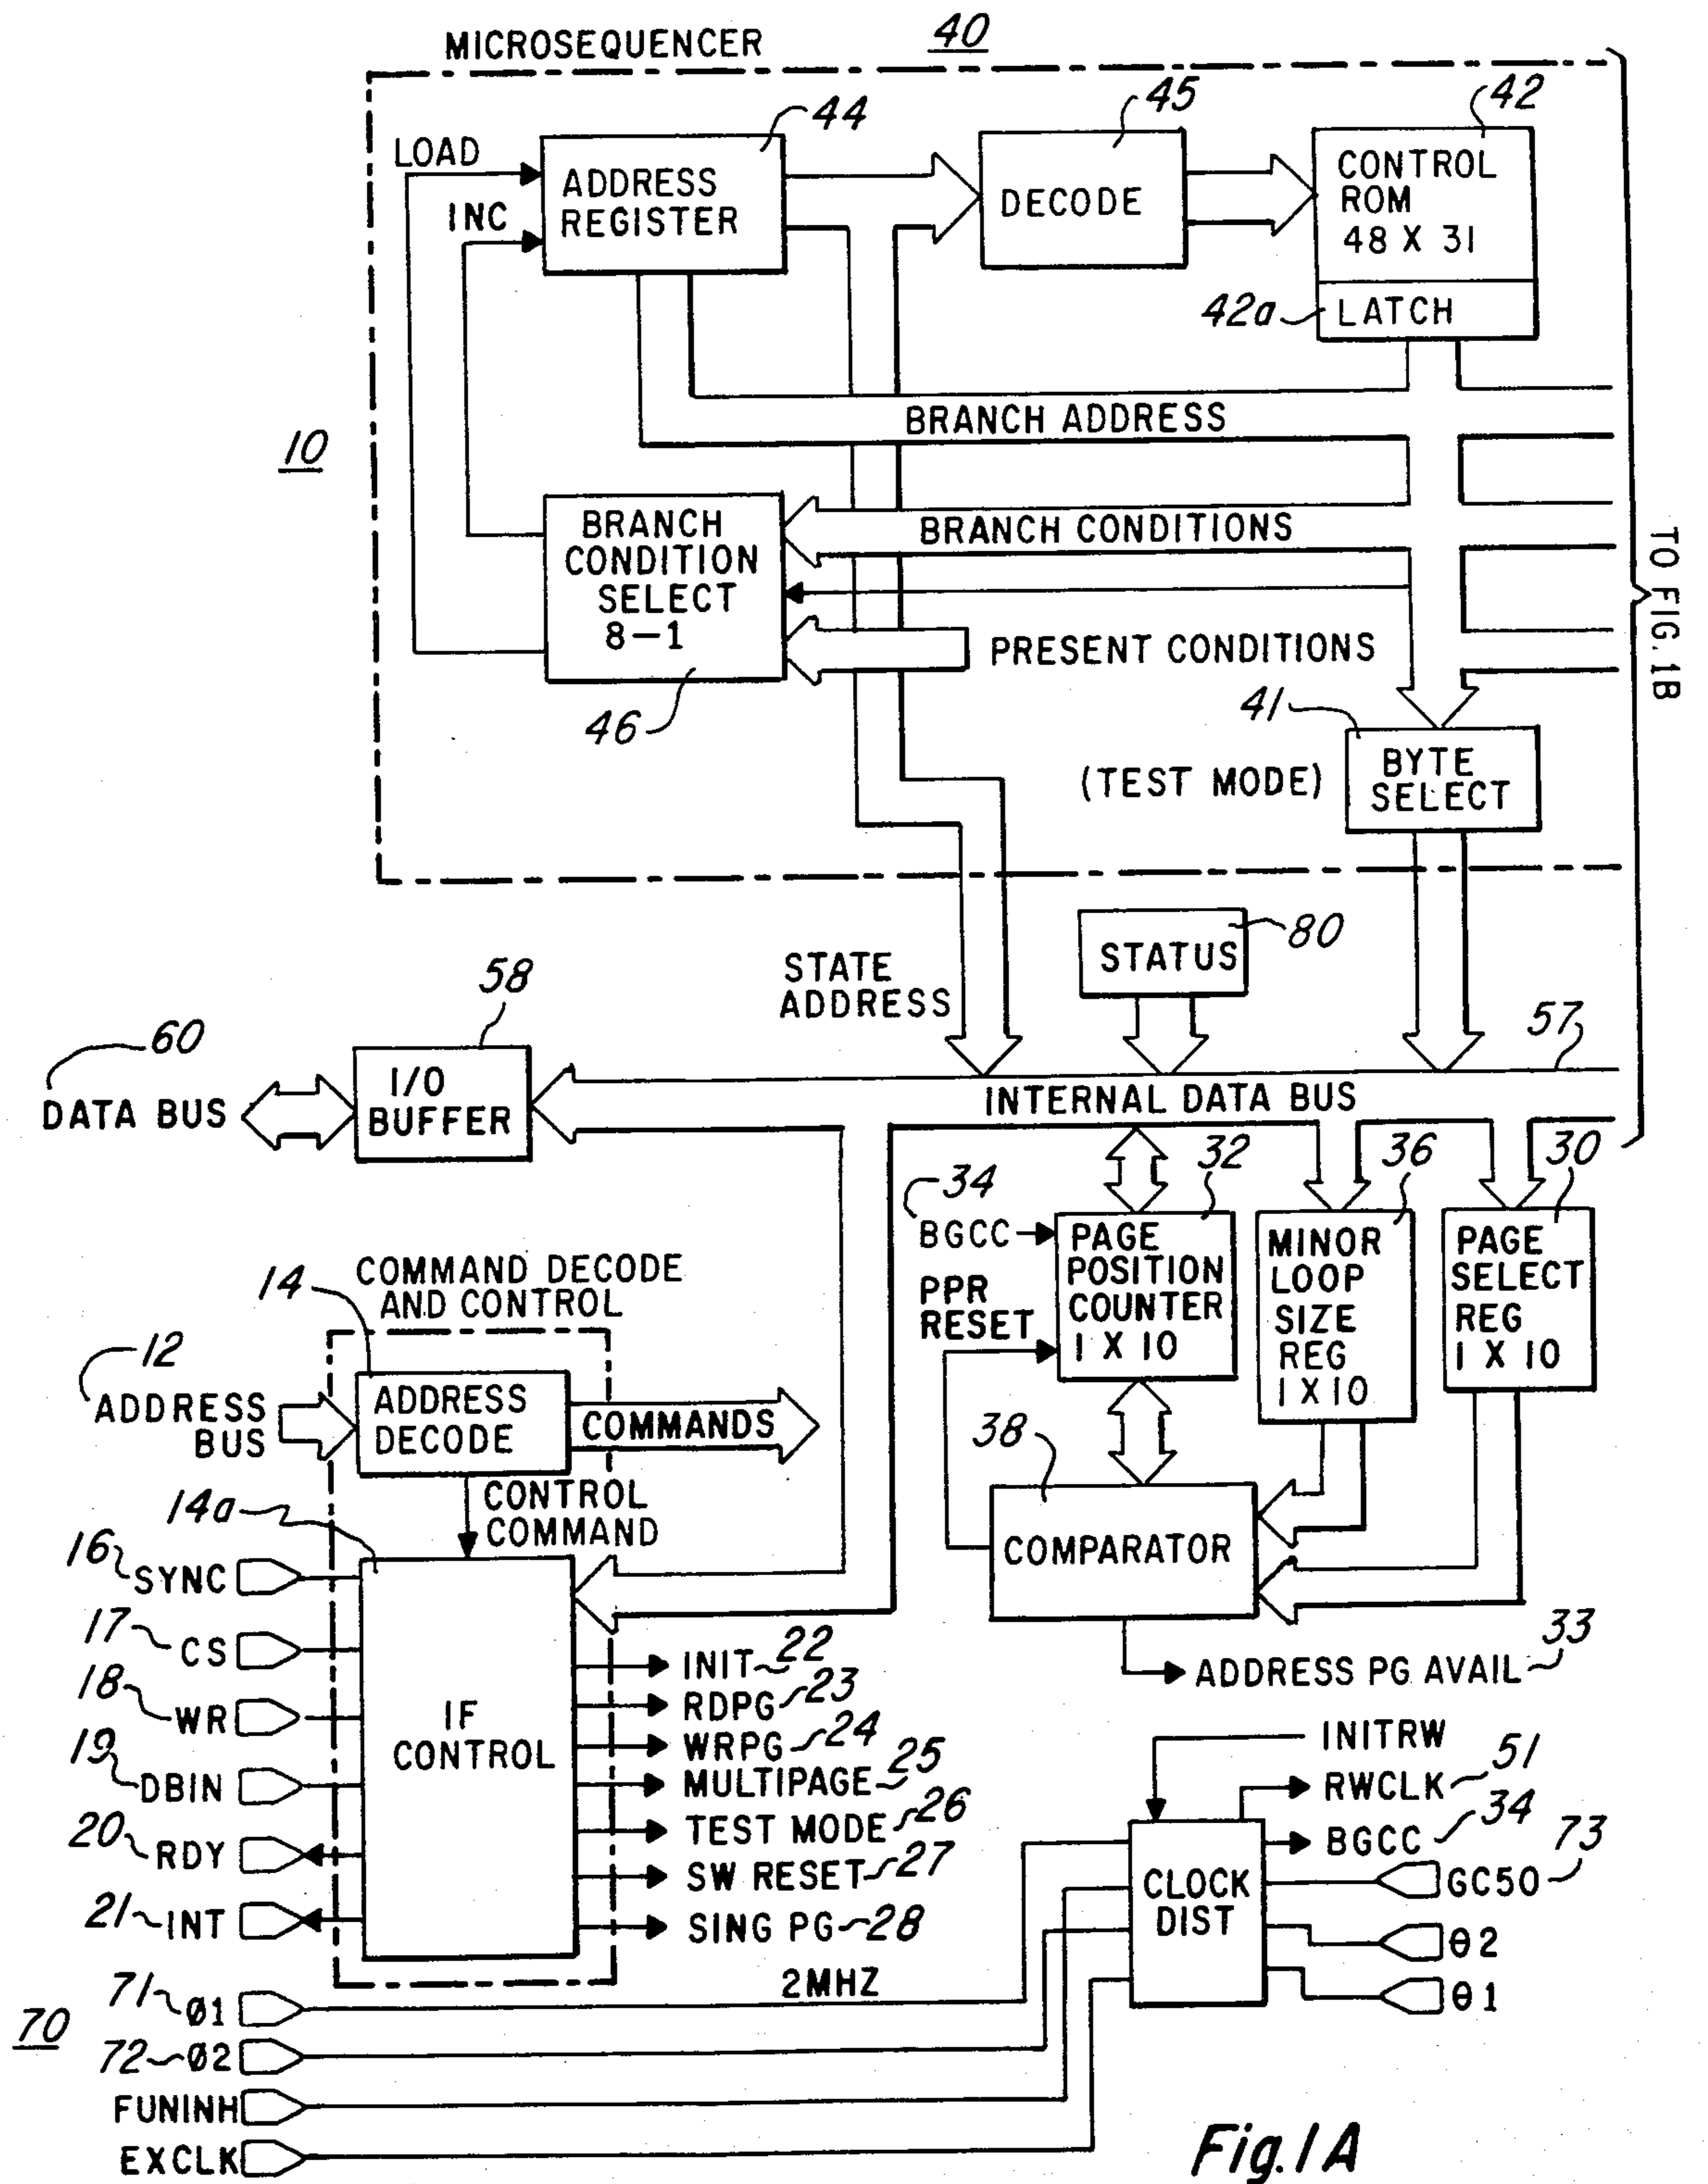 MICROSEQUENCER 40
44
45
42
LOAD
INC
ADDRESS
REGISTER
DECODE
CONTROL
ROM
48 X 31
42a LATCH
BRANCH ADDRESS
10
BRANCH
CONDITION
SELECT
8-1
BRANCH CONDITIONS
PRESENT CONDITIONS
46
41
(TEST MODE)
BYTE
SELECT
TO FIG. 1B
STATUS
80
STATE
ADDRESS
58
57
60
DATA BUS
I/O
BUFFER
INTERNAL DATA BUS
34
BGCC
32
36
30
PPR
RESET
PAGE
POSITION
COUNTER
1 X 10
MINOR
LOOP
SIZE
REG
1 X 10
PAGE
SELECT
REG
1 X 10
COMMAND DECODE
AND CONTROL
14
12
ADDRESS
BUS
ADDRESS
DECODE
COMMANDS
38
COMPARATOR
14a
CONTROL
COMMAND
16 SYNC
17 CS
18 WR
19 DBIN
20 RDY
21 INT
IF
CONTROL
INIT 22
RDPG 23
WRPG 24
MULTIPAGE 25
TEST MODE 26
SW RESET 27
SING PG 28
ADDRESS PG AVAIL 33
INITRW
RWCLK 51
BGCC 34
GC50 73
θ2
θ1
CLOCK
DIST
2MHZ
70
71 Ø1
72 Ø2
FUNINH
EXCLK
Fig. 1A